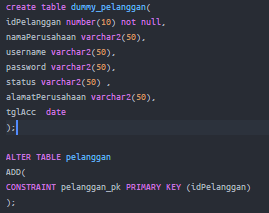 create table dummy_pelanggan(
idPelanggan number(10) not null,
namaPerusahaan varchar2(50),
username varchar2(50),
password varchar2(50),
status varchar2(50) ,
alamatPerusahaan varchar2(50),
tglAcc  date
);

ALTER TABLE pelanggan
ADD(
CONSTRAINT pelanggan_pk PRIMARY KEY (idPelanggan)
);